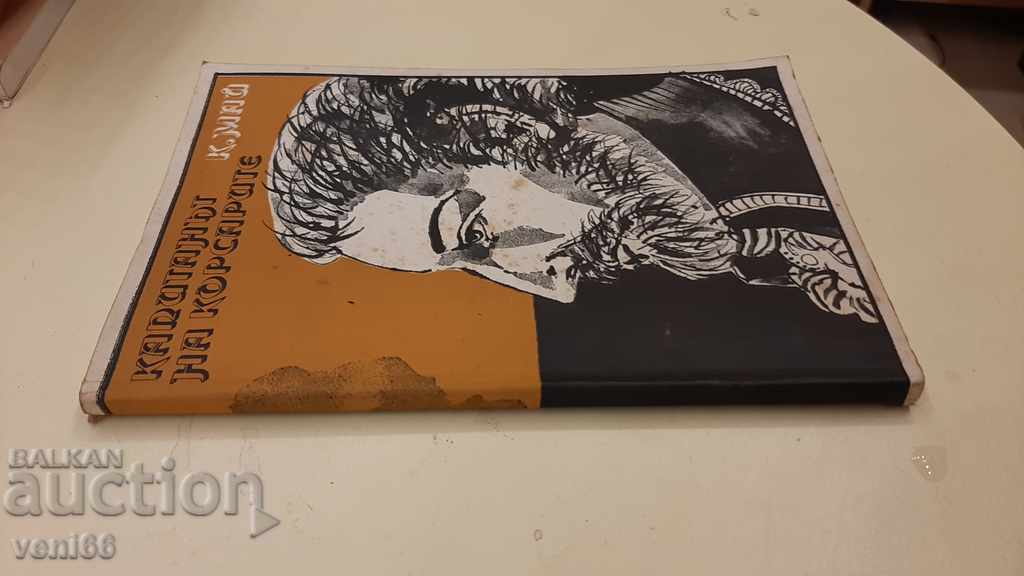 К. МАЙ
КАПИТАНЪТ
НА КОРСАРИТЕ
BALKAN
auction
veni66